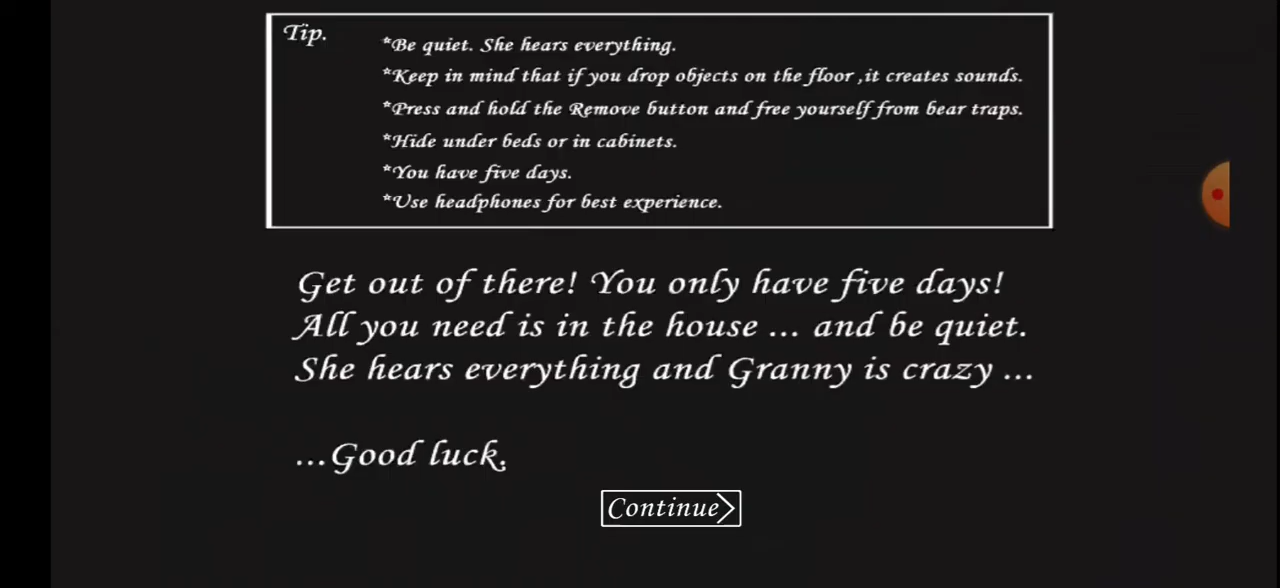 Tip.
*Be quiet. She hears everything.
*Keep in mind that if you drop objects on the floor ,it creates sounds.
*Press and hold the Remove button and free yourself from bear traps.
*Hide under beds or in cabinets.
*You have five days.
*Use headphones for best experience.
Get out of there! You only have five days!
All you need is in the house ... and be quiet.
She hears everything and Granny is crazy ...
...Good luck.
Continue>